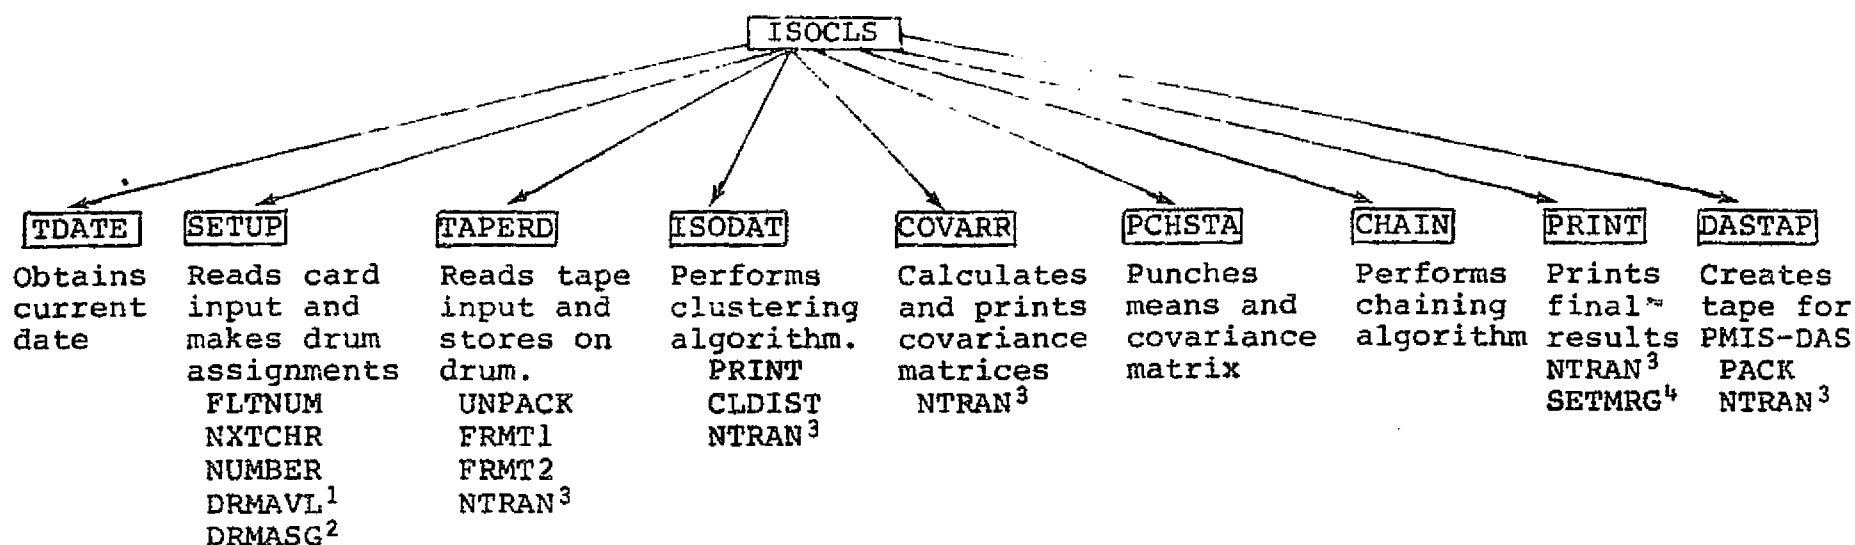 ISOCLS
TDATE
Obtains
current
date
SETUP
Reads card
input and
makes drum
assignments
FLTNUM
NXTCHR
NUMBER
DRMAVL1
DRMASG2
TAPERD
Reads tape
input and
stores on
drum.
UNPACK
FRMT1
FRMT2
NTRAN3
ISODAT
Performs
clustering
algorithm.
PRINT
CLDIST
NTRAN3
COVARR
Calculates
and prints
covariance
matrices
NTRAN3
PCHSTA
Punches
means and
covariance
matrix
CHAIN
Performs
chaining
algorithm
PRINT
Prints
final
results
NTRAN3
SETMRG4
DASTAP
Creates
tape for
PMIS-DAS
PACK
NTRAN3